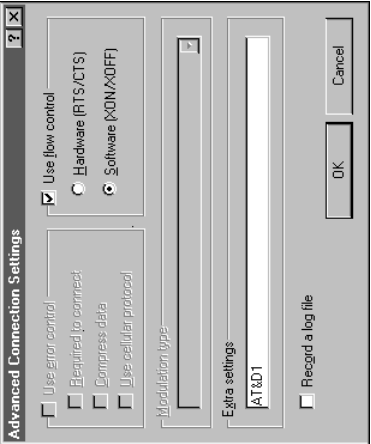 Advanced Connection Settings
Use error control
Required to connect
Compress data
Use cellular protocol
Use flow control
Hardware (RTS/CTS)
Software (XON/XOFF)
Modulation type
Extra settings
AT&D1
Record a log file
OK
Cancel